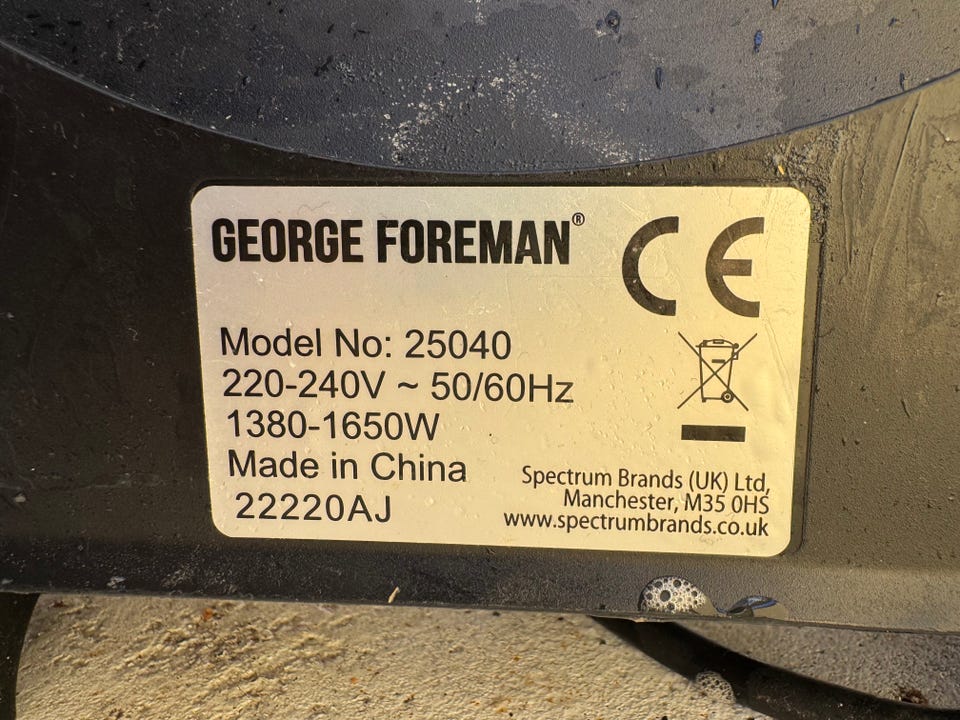 GEORGE FOREMAN®
CE
Model No: 25040
220-240V ~ 50/60Hz
1380-1650W
Made in China
22220AJ
Spectrum Brands (UK) Ltd,
Manchester, M35 0HS
www.spectrumbrands.co.uk